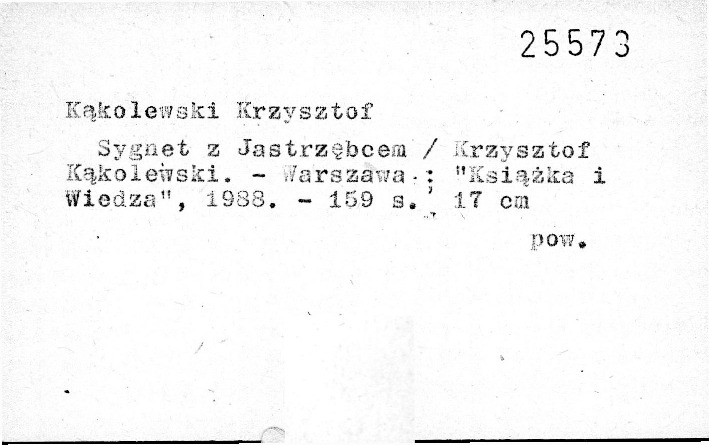 25573
Kąkolewski Krzysztof
Sygnet z Jastrzębcem / Krzysztof
Kąkolewski. - Warszawa : "Książka i
Wiedza", 1988. - 159 s. ; 17 cm
pow.